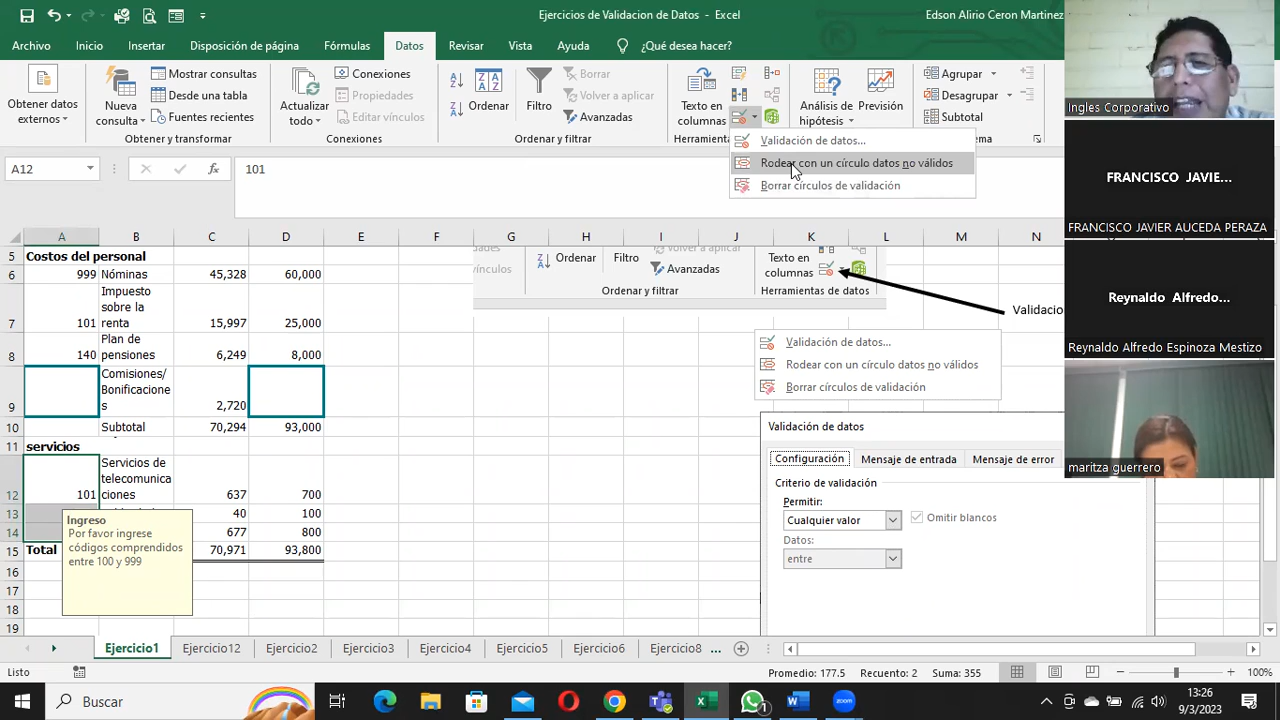 Ejercicios de Validacion de Datos - Excel
Edson Alirio Ceron Martinez
Archivo Inicio Insertar Disposición de página Fórmulas Datos Revisar Vista Ayuda ¿Qué desea hacer?
Obtener datos externos
Nueva consulta
Mostrar consultas
Desde una tabla
Fuentes recientes
Obtener y transformar
Actualizar todo
Conexiones
Propiedades
Editar vínculos
Conexiones
Ordenar
Filtro
Borrar
Volver a aplicar
Avanzadas
Ordenar y filtrar
Texto en columnas
Análisis de hipótesis
Previsión
Agrupar
Desagrupar
Subtotal
Validación de datos...
Rodear con un círculo datos no válidos
Borrar círculos de validación
A12
101
A B C D E F G H I J K L M N
5 Costos del personal
6 999 Nóminas 45,328 60,000
7 101 Impuesto sobre la renta 15,997 25,000
8 140 Plan de pensiones 6,249 8,000
9 Comisiones/ Bonificaciones 2,720
10 Subtotal 70,294 93,000
11 servicios
12 101 Servicios de telecomunicaciones 637 700
13 40 100
14 677 800
15 Total 70,971 93,800
16
17
18
19
Ingreso
Por favor ingrese
códigos comprendidos
entre 100 y 999
Volver a aplicar
vínculos
Ordenar
Filtro
Avanzadas
Ordenar y filtrar
Texto en
columnas
Herramientas de datos
Validación de datos...
Rodear con un círculo datos no válidos
Borrar círculos de validación
Validación de datos
Configuración Mensaje de entrada Mensaje de error
Criterio de validación
Permitir:
Cualquier valor
Omitir blancos
Datos:
entre
Ingles Corporativo
FRANCISCO JAVIE...
FRANCISCO JAVIER AUCEDA PERAZA
Reynaldo Alfredo...
Reynaldo Alfredo Espinoza Mestizo
maritza guerrero
Ejercicio1 Ejercicio12 Ejercicio2 Ejercicio3 Ejercicio4 Ejercicio5 Ejercicio6 Ejercicio8 ...
Listo
Promedio: 177.5 Recuento: 2 Suma: 355
100%
Buscar
1
zoom
13:26
9/3/2023